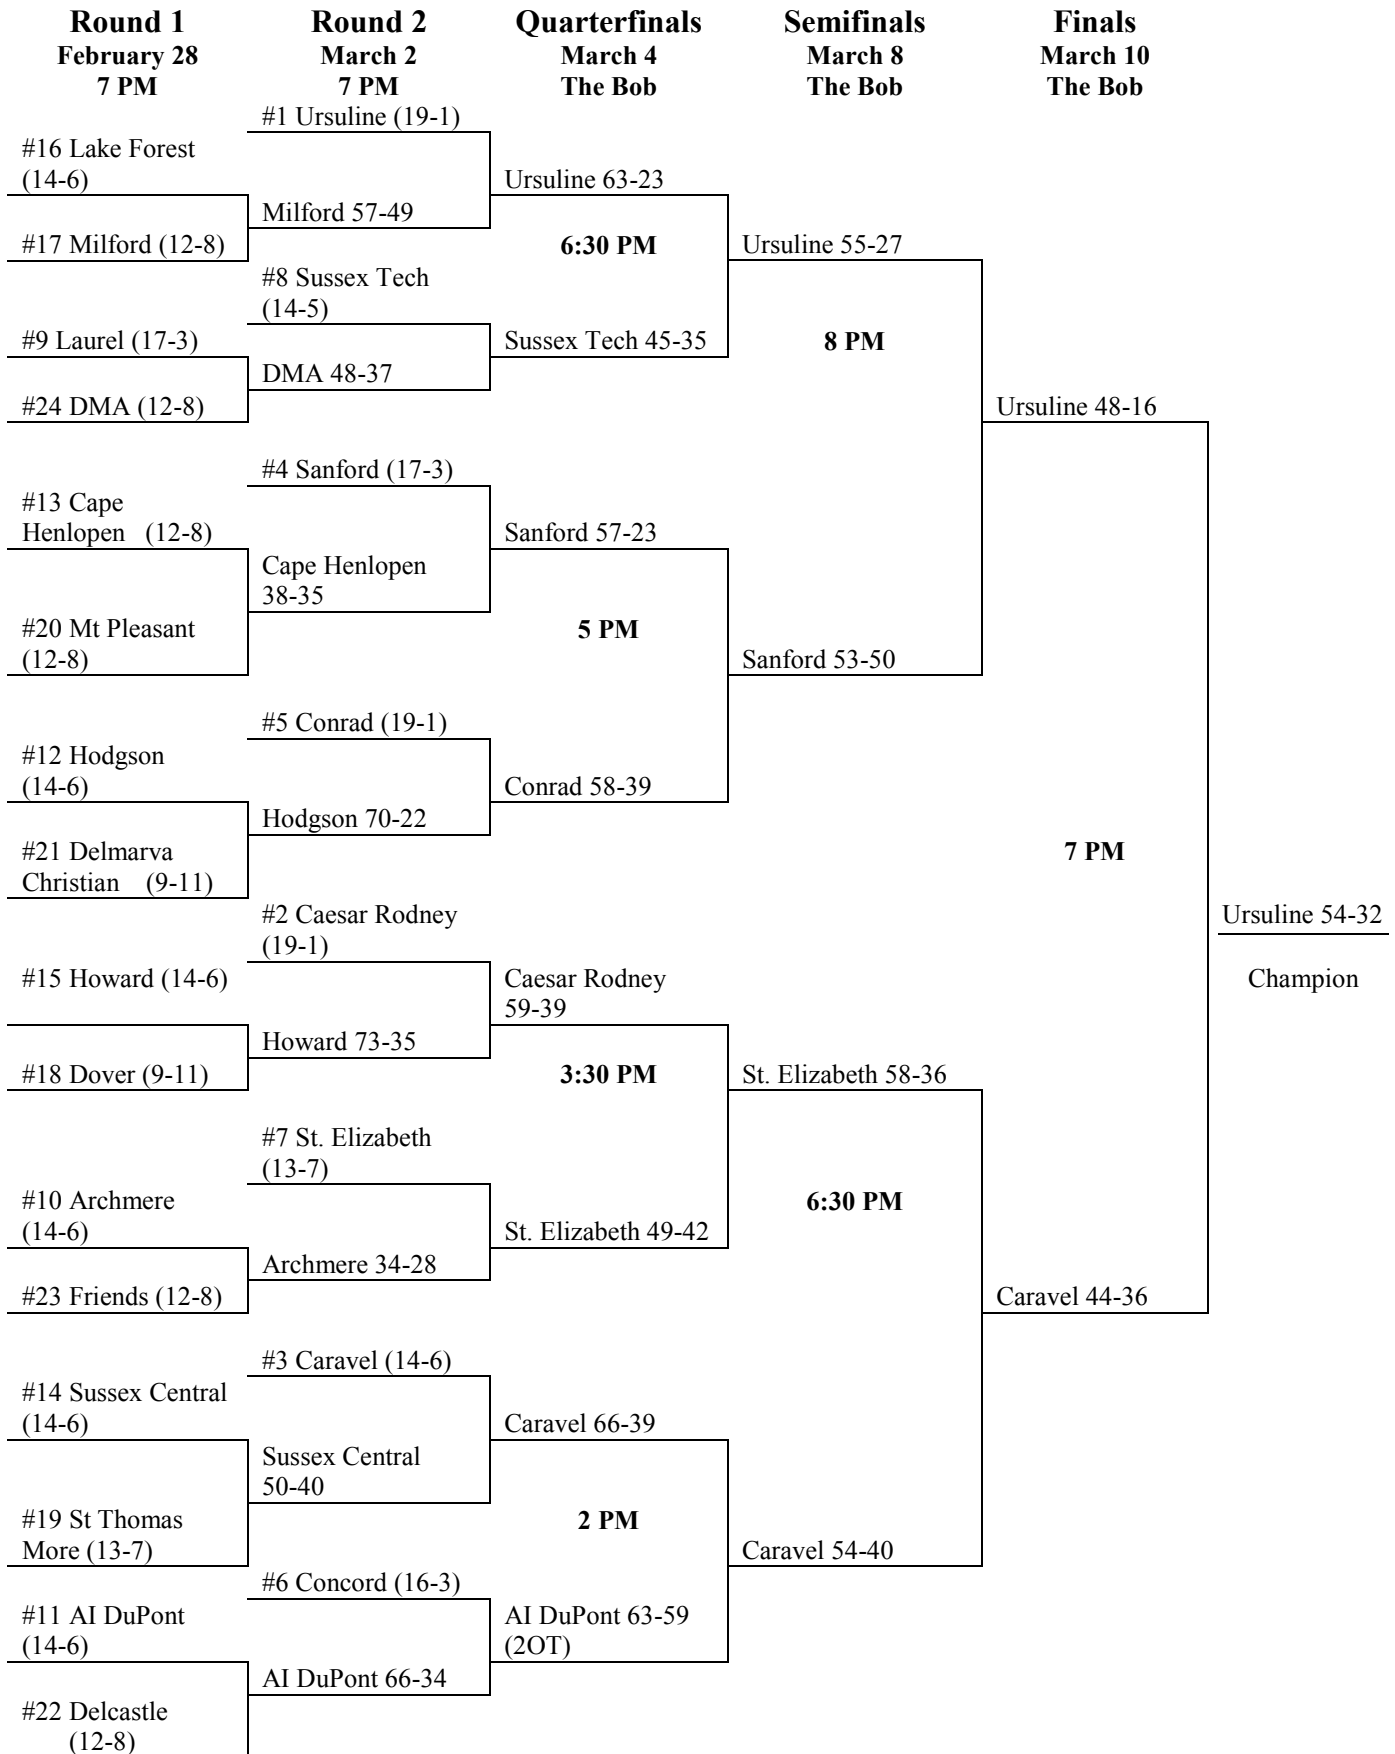 Round 1
February 28
7 PM
Round 2
March 2
7 PM
Quarterfinals
March 4
The Bob
Semifinals
March 8
The Bob
Finals
March 10
The Bob
#16 Lake Forest
(14-6)
#17 Milford (12-8)
#9 Laurel (17-3)
#24 DMA (12-8)
#13 Cape
Henlopen (12-8)
#20 Mt Pleasant
(12-8)
#12 Hodgson
(14-6)
#21 Delmarva
Christian (9-11)
#15 Howard (14-6)
#18 Dover (9-11)
#10 Archmere
(14-6)
#23 Friends (12-8)
#14 Sussex Central
(14-6)
#19 St Thomas
More (13-7)
#11 AI DuPont
(14-6)
#22 Delcastle
(12-8)
#1 Ursuline (19-1)
Milford 57-49
#8 Sussex Tech
(14-5)
DMA 48-37
#4 Sanford (17-3)
Cape Henlopen
38-35
#5 Conrad (19-1)
Hodgson 70-22
#2 Caesar Rodney
(19-1)
Howard 73-35
#7 St. Elizabeth
(13-7)
Archmere 34-28
#3 Caravel (14-6)
Sussex Central
50-40
#6 Concord (16-3)
AI DuPont 66-34
Ursuline 63-23
6:30 PM
Sussex Tech 45-35
Sanford 57-23
5 PM
Conrad 58-39
Caesar Rodney
59-39
3:30 PM
St. Elizabeth 49-42
Caravel 66-39
2 PM
AI DuPont 63-59
(2OT)
Ursuline 55-27
8 PM
Sanford 53-50
St. Elizabeth 58-36
6:30 PM
Caravel 54-40
Ursuline 48-16
7 PM
Caravel 44-36
Ursuline 54-32
Champion